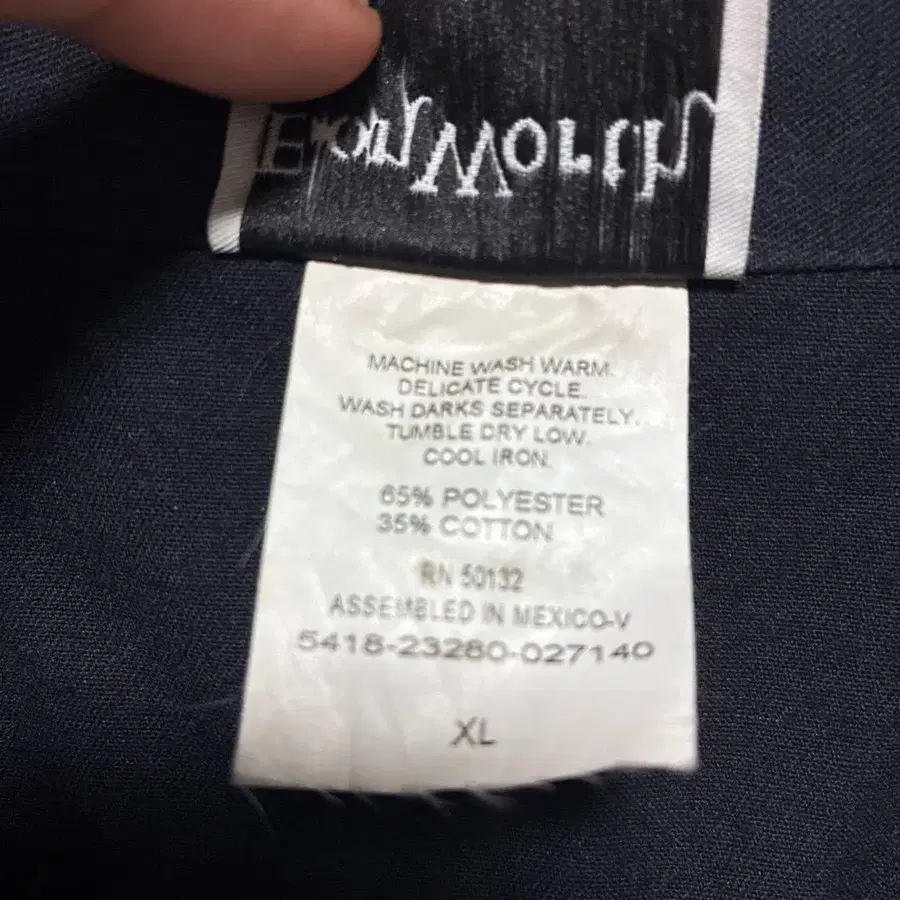 MACHINE WASH WARM.
DELICATE CYCLE.
WASH DARKS SEPARATELY.
TUMBLE DRY LOW.
COOL IRON.
65% POLYESTER
35% COTTON
RN 50132
ASSEMBLED IN MEXICO-V
5418-23280-027140
XL